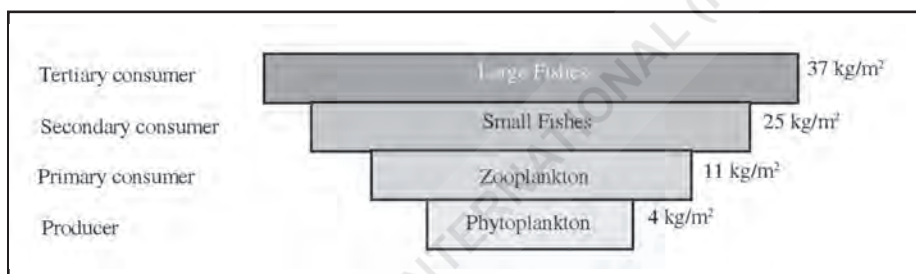 Tertiary consumer Large Fishes 37 kg/m²
Secondary consumer Small Fishes 25 kg/m²
Primary consumer Zooplankton 11 kg/m²
Producer Phytoplankton 4 kg/m²
INTERNATIONAL (